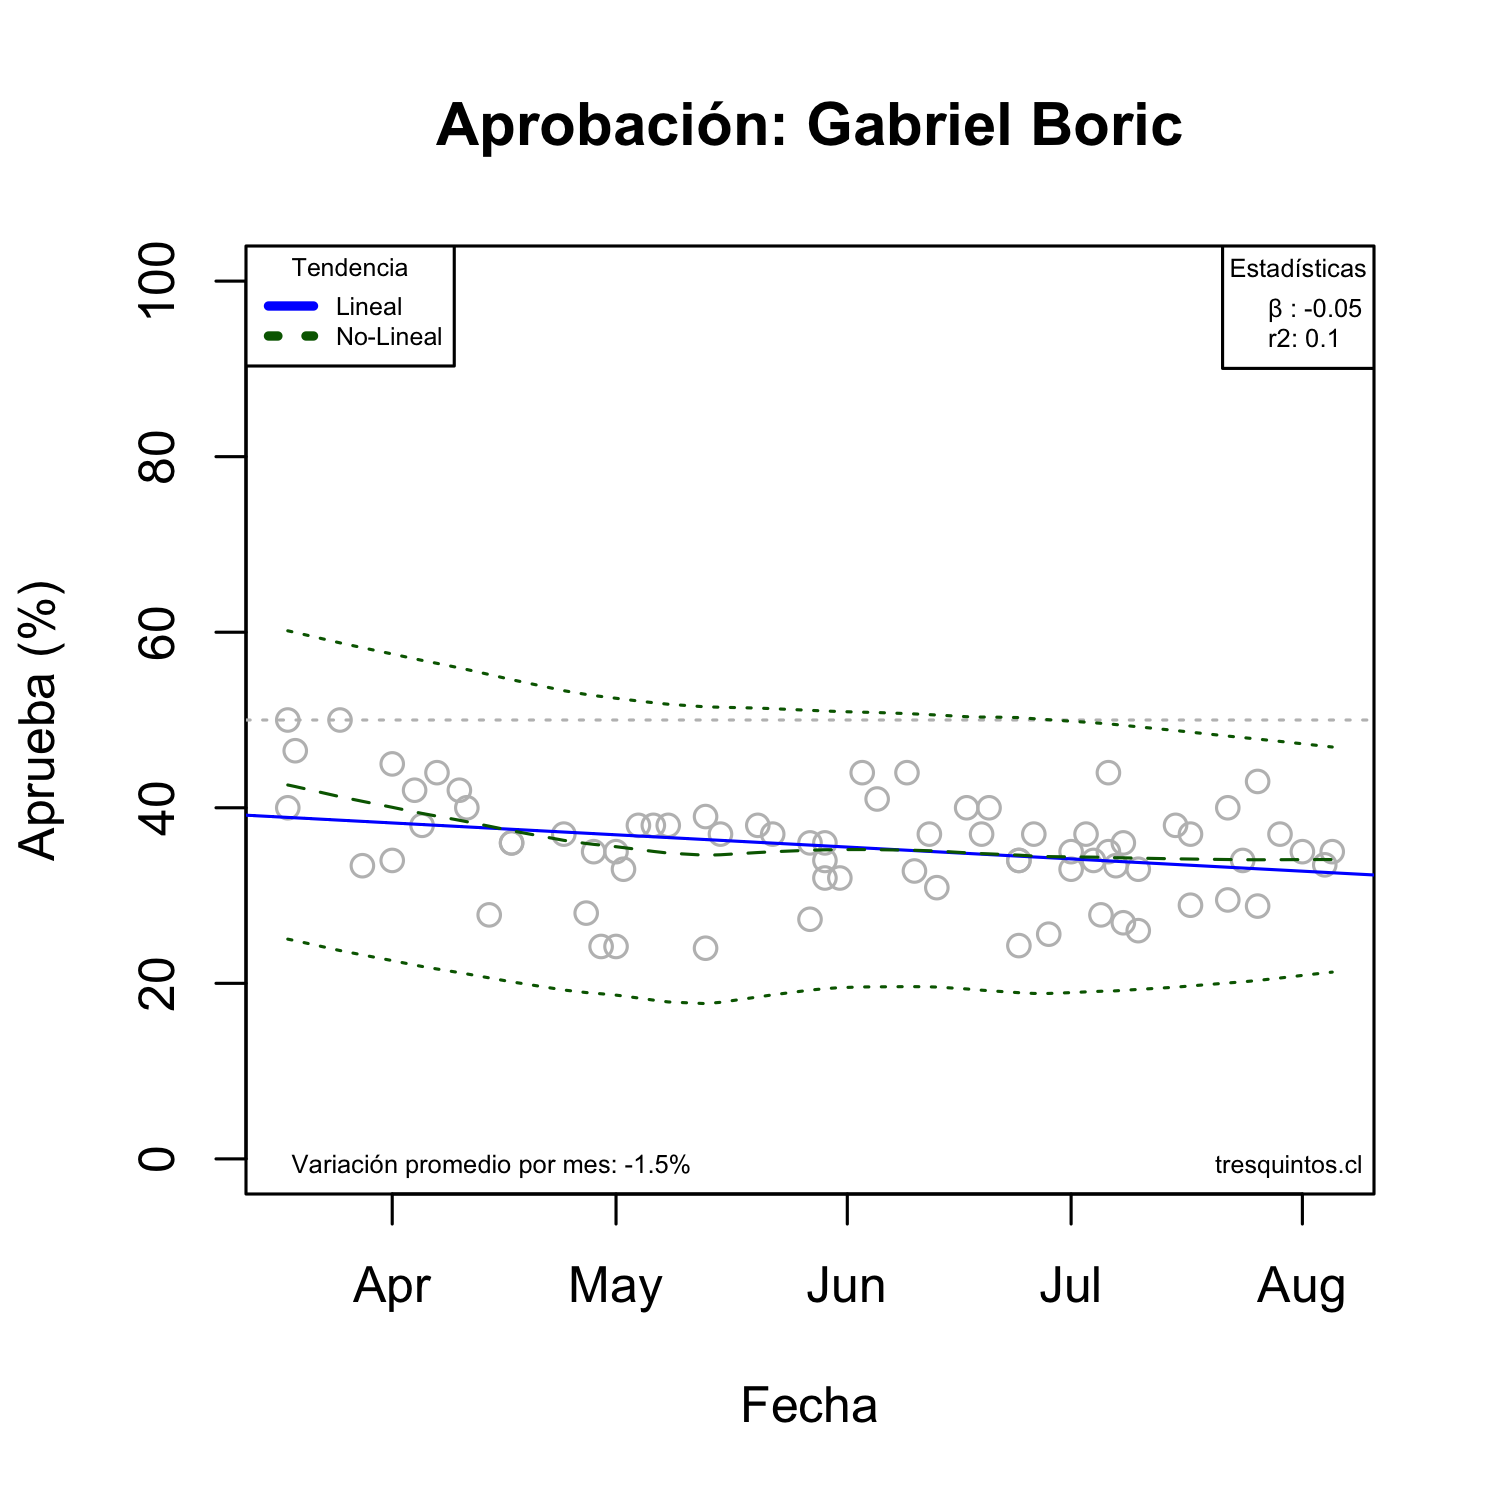 Aprobación: Gabriel Boric
Tendencia
Lineal
No-Lineal
Estadísticas
β : -0.05
r2: 0.1
Aprueba (%)
100
80
60
40
20
0
Variación promedio por mes: -1.5%
tresquintos.cl
Apr May Jun Jul Aug
Fecha